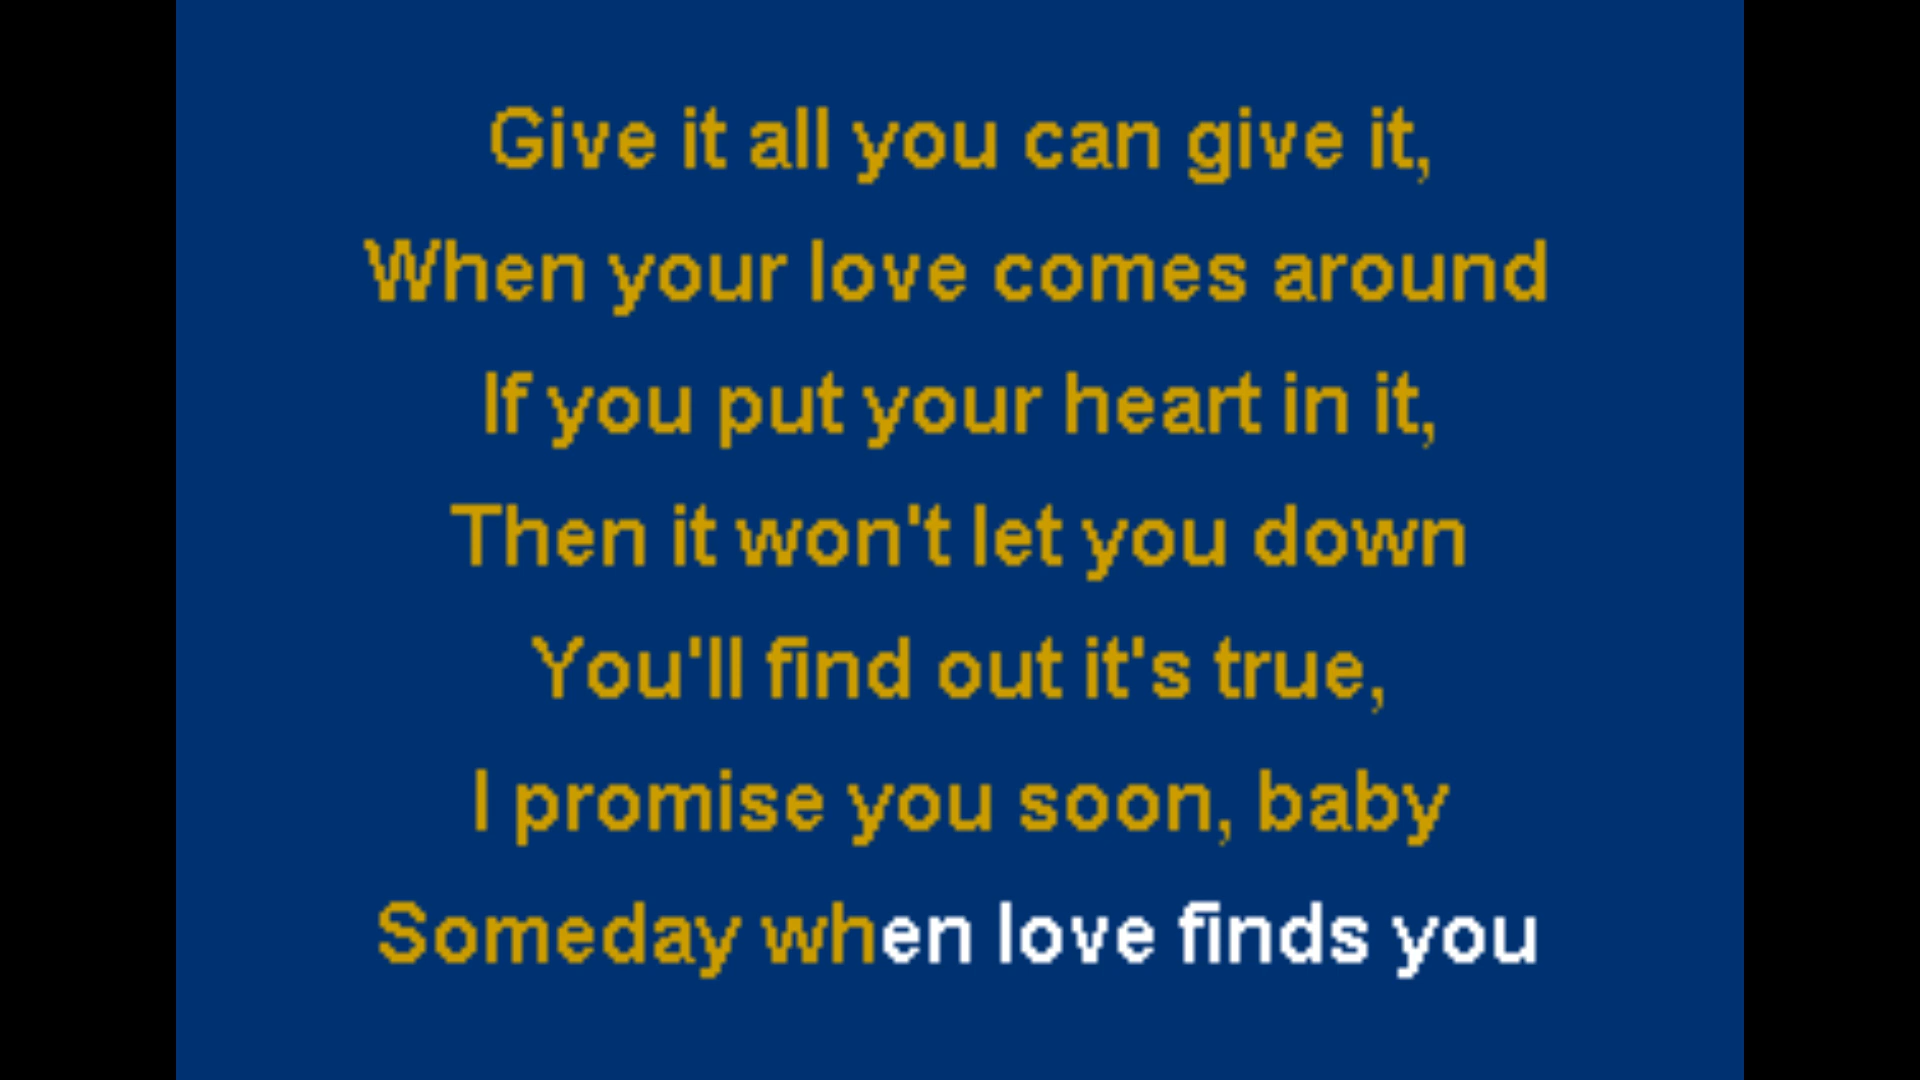 Give it all you can give it,
When your love comes around
If you put your heart in it,
Then it won't let you down
You'll find out it's true,
I promise you soon, baby
Someday when love finds you